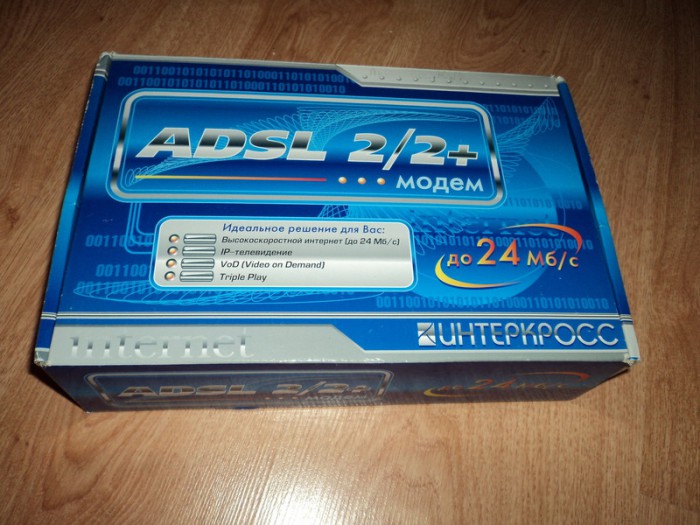 ADSL 2/2+
модем
Идеальное решение для Вас:
Высокоскоростной интернет (до 24 Мб/с)
IP-телевидение
VoD (Video on Demand)
Triple Play
до 24 Мб/с
internet
ИНТЕРКРОСС
ADSL 2/2+